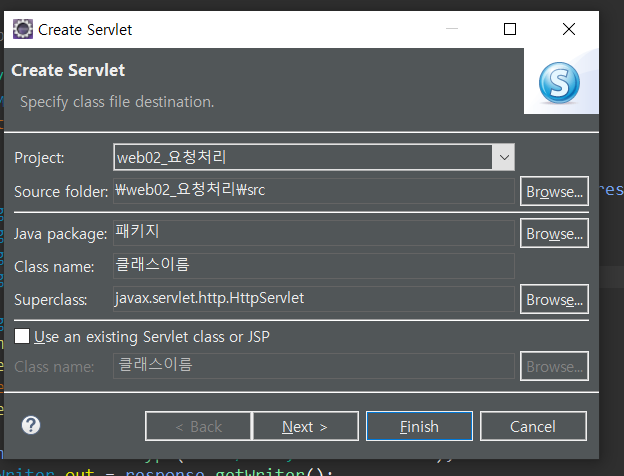 Create Servlet
Create Servlet
Specify class file destination.
Project: web02_요청처리
Source folder: ₩web02_요청처리₩src Browse...
res
Java package: 패키지 Browse...
Class name: 클래스이름
Superclass: javax.servlet.http.HttpServlet Browse...
Use an existing Servlet class or JSP
Class name: 클래스이름 Browse...
? < Back Next > Finish Cancel
Writer out = response.getWriter();